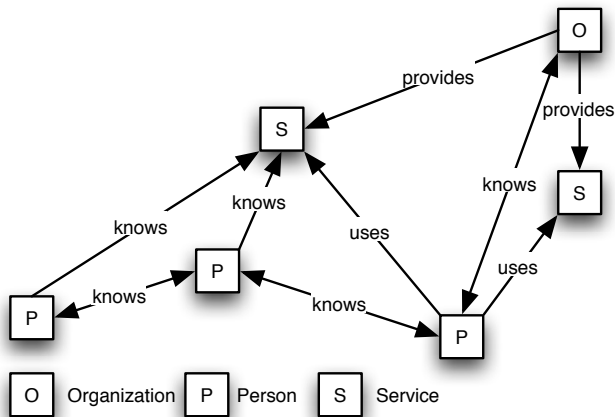 O
provides
provides
S
knows
S
knows
knows
uses
uses
P
knows
knows
P
P
O Organization P Person S Service